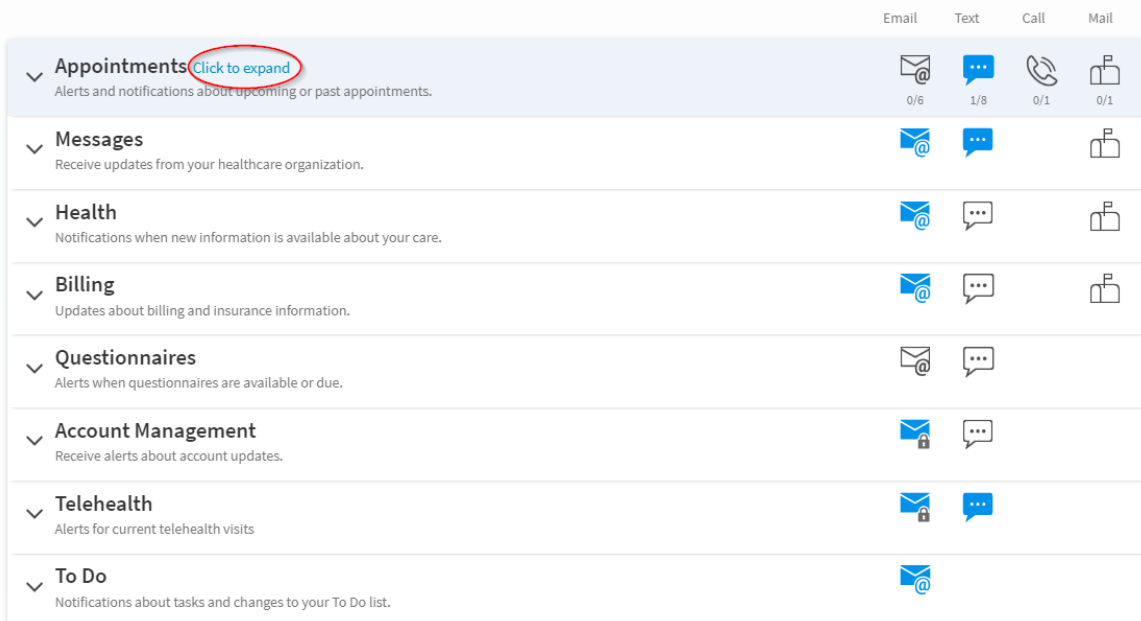 Email Text Call Mail
Appointments Click to expand
Alerts and notifications about upcoming or past appointments.
0/6 1/8 0/1 0/1
Messages
Receive updates from your healthcare organization.
Health
Notifications when new information is available about your care.
Billing
Updates about billing and insurance information.
Questionnaires
Alerts when questionnaires are available or due.
Account Management
Receive alerts about account updates.
Telehealth
Alerts for current telehealth visits
To Do
Notifications about tasks and changes to your To Do list.